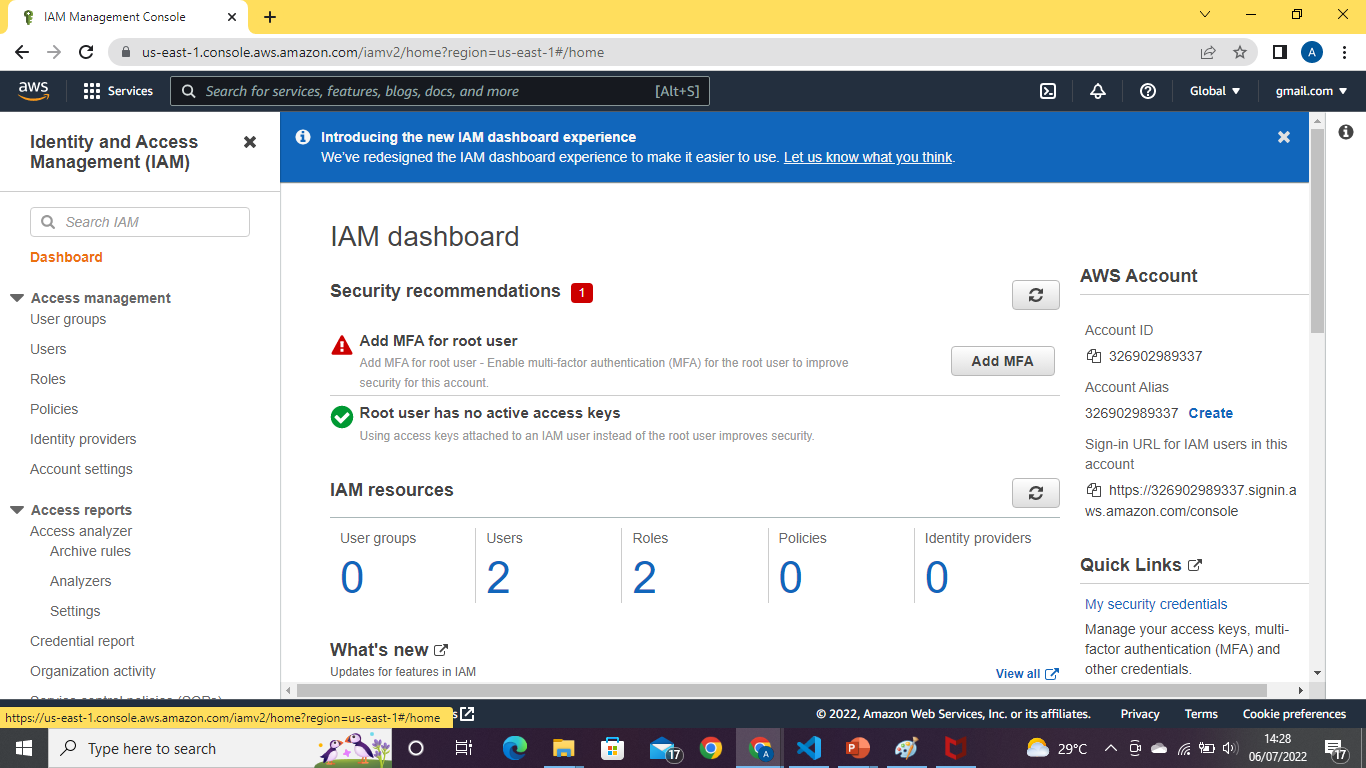 IAM Management Console
us-east-1.console.aws.amazon.com/iamv2/home?region=us-east-1#/home
A
aws
Services
Search for services, features, blogs, docs, and more
[Alt+S]
Global
gmail.com
Identity and Access
Management (IAM)
Search IAM
Dashboard
Access management
User groups
Users
Roles
Policies
Identity providers
Account settings
Access reports
Access analyzer
Archive rules
Analyzers
Settings
Credential report
Organization activity
Service control policies (SCPs)
Introducing the new IAM dashboard experience
We've redesigned the IAM dashboard experience to make it easier to use. Let us know what you think.
IAM dashboard
Security recommendations 1
Add MFA for root user
Add MFA for root user - Enable multi-factor authentication (MFA) for the root user to improve
security for this account.
Add MFA
Root user has no active access keys
Using access keys attached to an IAM user instead of the root user improves security.
IAM resources
User groups
0
Users
2
Roles
2
Policies
0
Identity providers
0
What's new
Updates for features in IAM
View all
AWS Account
Account ID
326902989337
Account Alias
326902989337 Create
Sign-in URL for IAM users in this
account
https://326902989337.signin.a
ws.amazon.com/console
Quick Links
My security credentials
Manage your access keys, multi-
factor authentication (MFA) and
other credentials.
https://us-east-1.console.aws.amazon.com/iamv2/home?region=us-east-1#/home
© 2022, Amazon Web Services, Inc. or its affiliates.
Privacy
Terms
Cookie preferences
Type here to search
17
A
29°C
14:28
06/07/2022
17